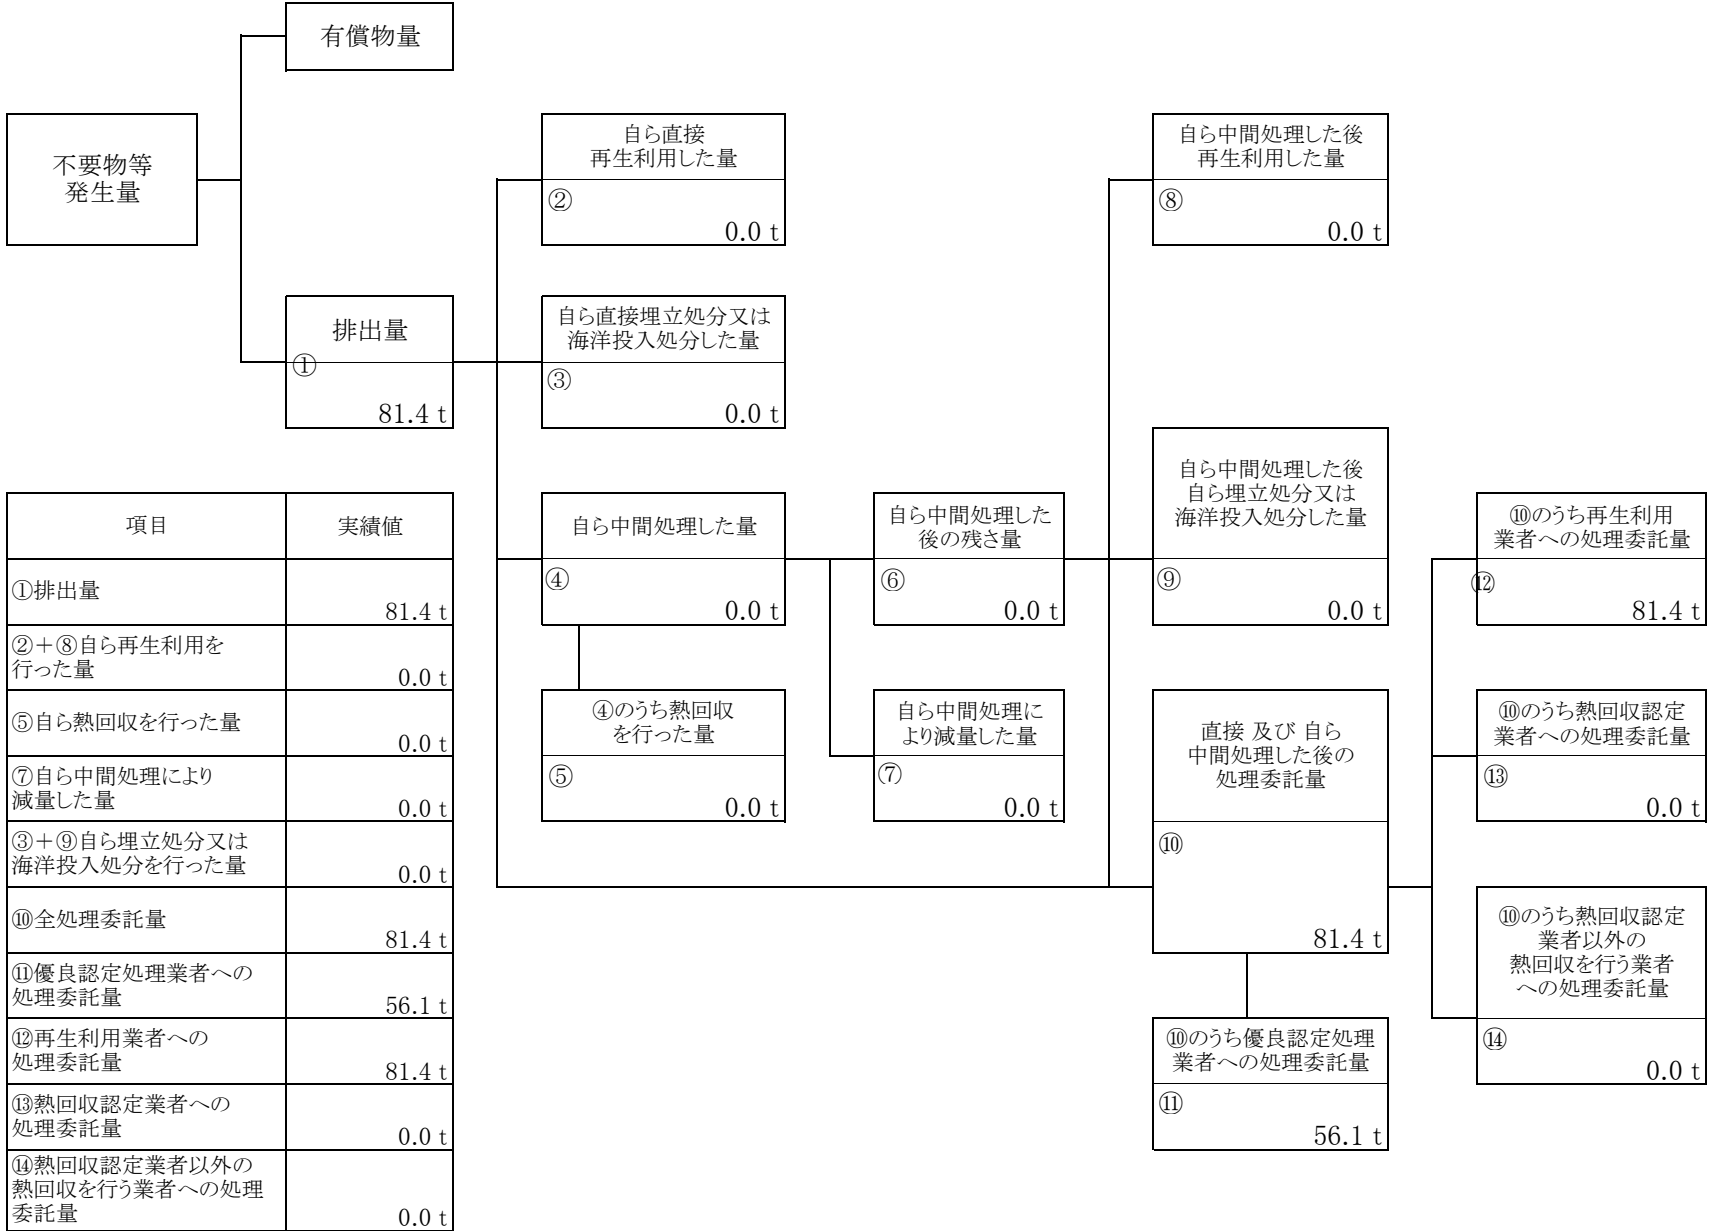 有償物量
不要物等
発生量
自ら直接
再生利用した量
②
0.0 t
自ら中間処理した後
再生利用した量
⑧
0.0 t
排出量
①
81.4 t
自ら直接埋立処分又は
海洋投入処分した量
③
0.0 t
自ら中間処理した量
④
0.0 t
自ら中間処理した
後の残さ量
⑥
0.0 t
自ら中間処理した後
自ら埋立処分又は
海洋投入処分した量
⑨
0.0 t
⑩のうち再生利用
業者への処理委託量
⑫
81.4 t
④のうち熱回収
を行った量
⑤
0.0 t
自ら中間処理に
より減量した量
⑦
0.0 t
直接 及び 自ら
中間処理した後の
処理委託量
⑩
81.4 t
⑩のうち熱回収認定
業者への処理委託量
⑬
0.0 t
⑩のうち熱回収認定
業者以外の
熱回収を行う業者
への処理委託量
⑭
0.0 t
⑩のうち優良認定処理
業者への処理委託量
⑪
56.1 t
項目 実績値
①排出量
81.4 t
②＋⑧自ら再生利用を
行った量
0.0 t
⑤自ら熱回収を行った量
0.0 t
⑦自ら中間処理により
減量した量
0.0 t
③＋⑨自ら埋立処分又は
海洋投入処分を行った量
0.0 t
⑩全処理委託量
81.4 t
⑪優良認定処理業者への
処理委託量
56.1 t
⑫再生利用業者への
処理委託量
81.4 t
⑬熱回収認定業者への
処理委託量
0.0 t
⑭熱回収認定業者以外の
熱回収を行う業者への処理
委託量
0.0 t